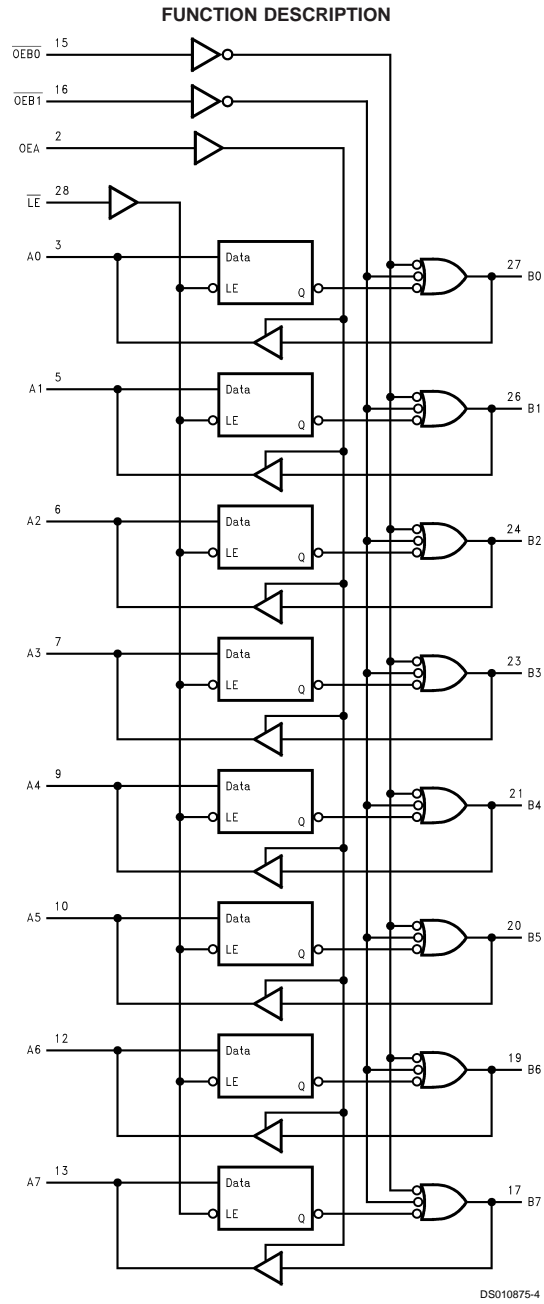 FUNCTION DESCRIPTION
OEB0 15
OEB1 16
OEA 2
LE 28
A0 3 Data LE Q 27 B0
A1 5 Data LE Q 26 B1
A2 6 Data LE Q 24 B2
A3 7 Data LE Q 23 B3
A4 9 Data LE Q 21 B4
A5 10 Data LE Q 20 B5
A6 12 Data LE Q 19 B6
A7 13 Data LE Q 17 B7
DS010875-4